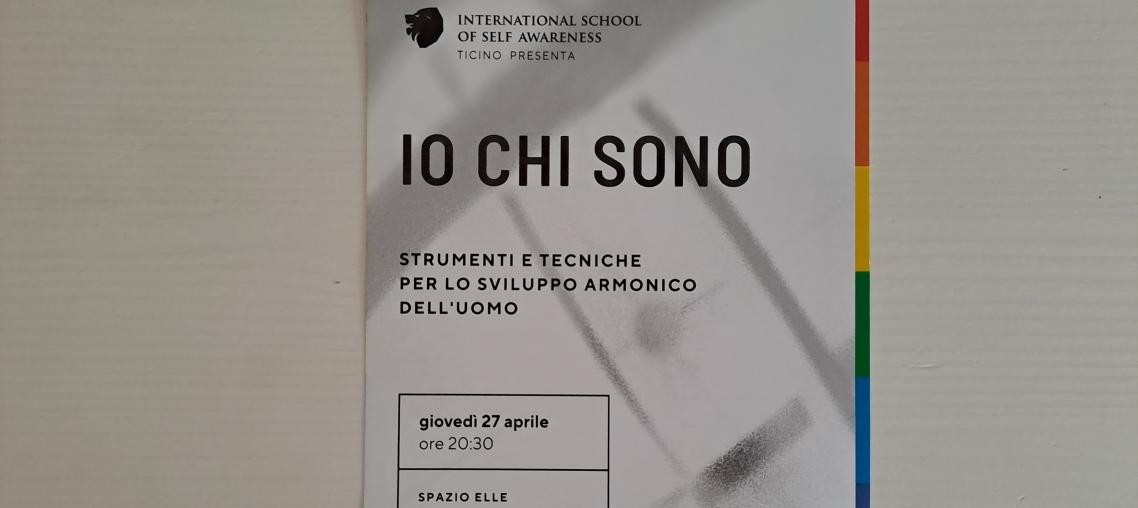 INTERNATIONAL SCHOOL
OF SELF AWARENESS
TICINO PRESENTA
IO CHI SONO
STRUMENTI E TECNICHE
PER LO SVILUPPO ARMONICO
DELL'UOMO
giovedì 27 aprile
ore 20:30
SPAZIO ELLE